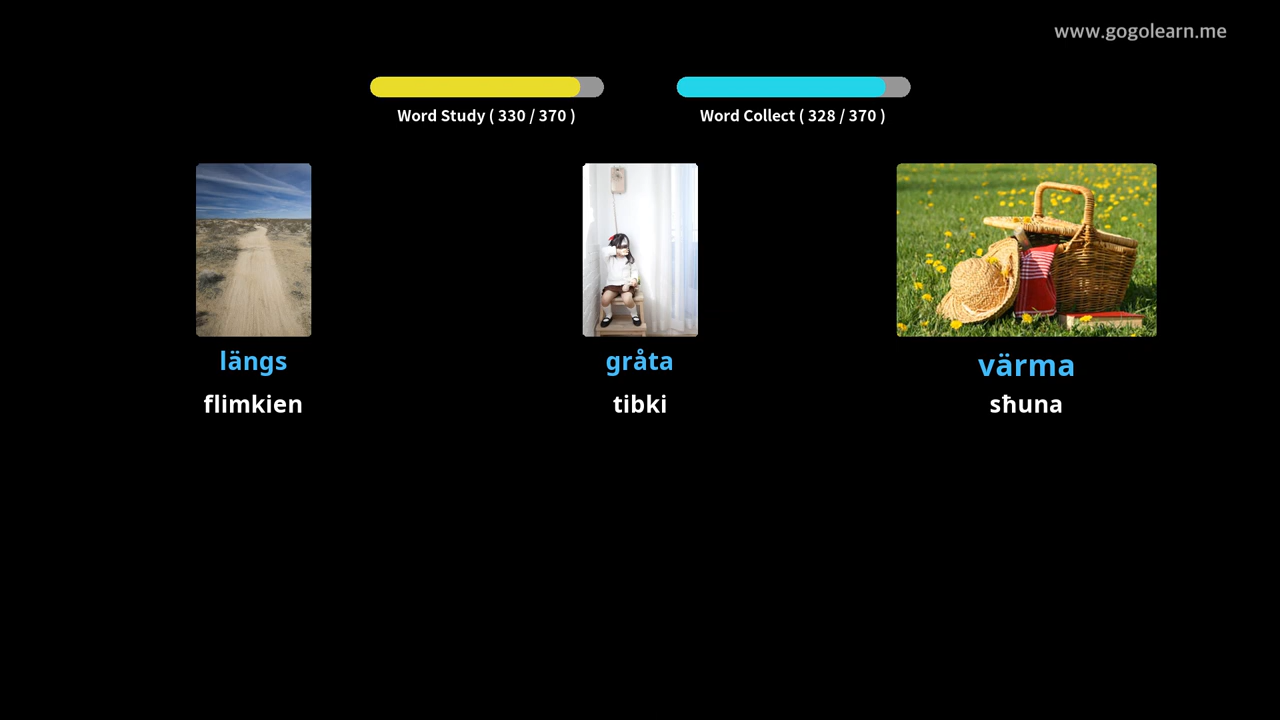 www.gogolearn.me
Word Study ( 330 / 370 )
Word Collect ( 328 / 370 )
längs
gråta
värma
flimkien
tibki
sħuna